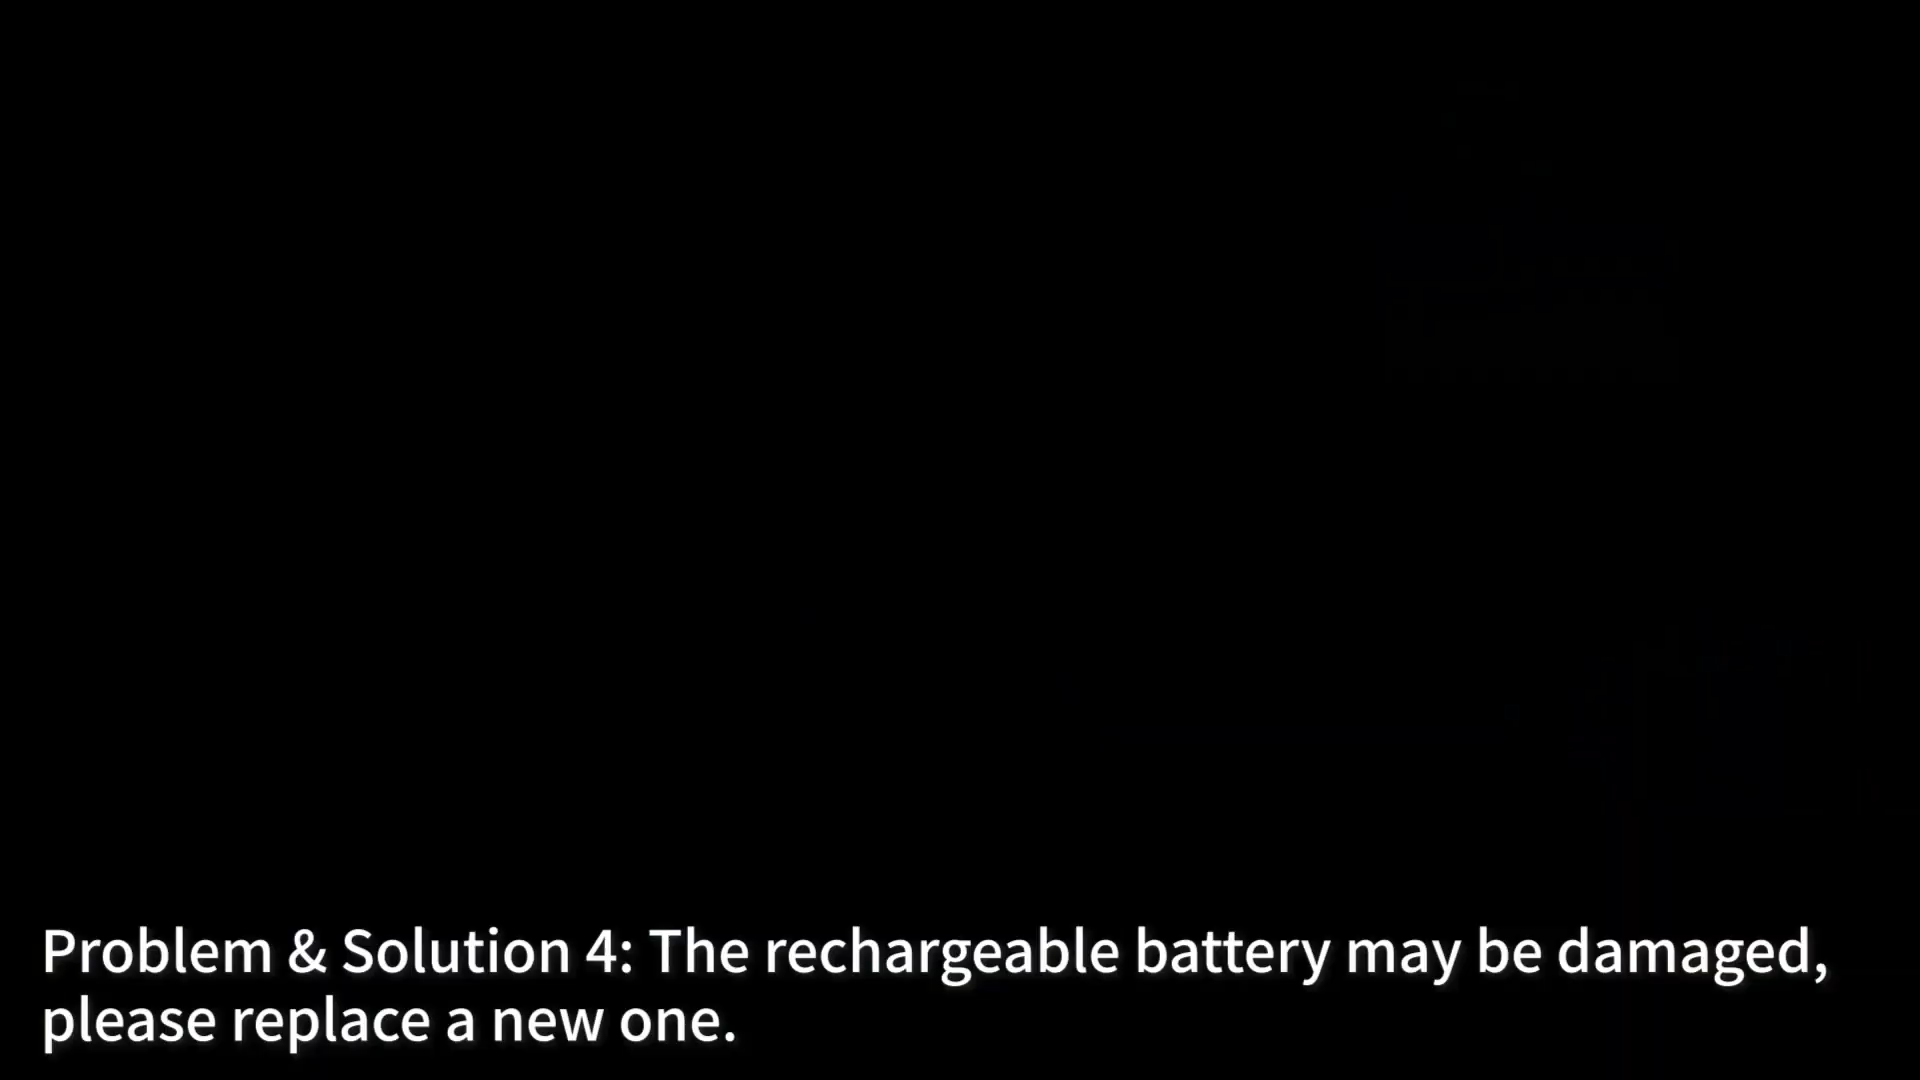 Problem & Solution 4: The rechargeable battery may be damaged,
please replace a new one.